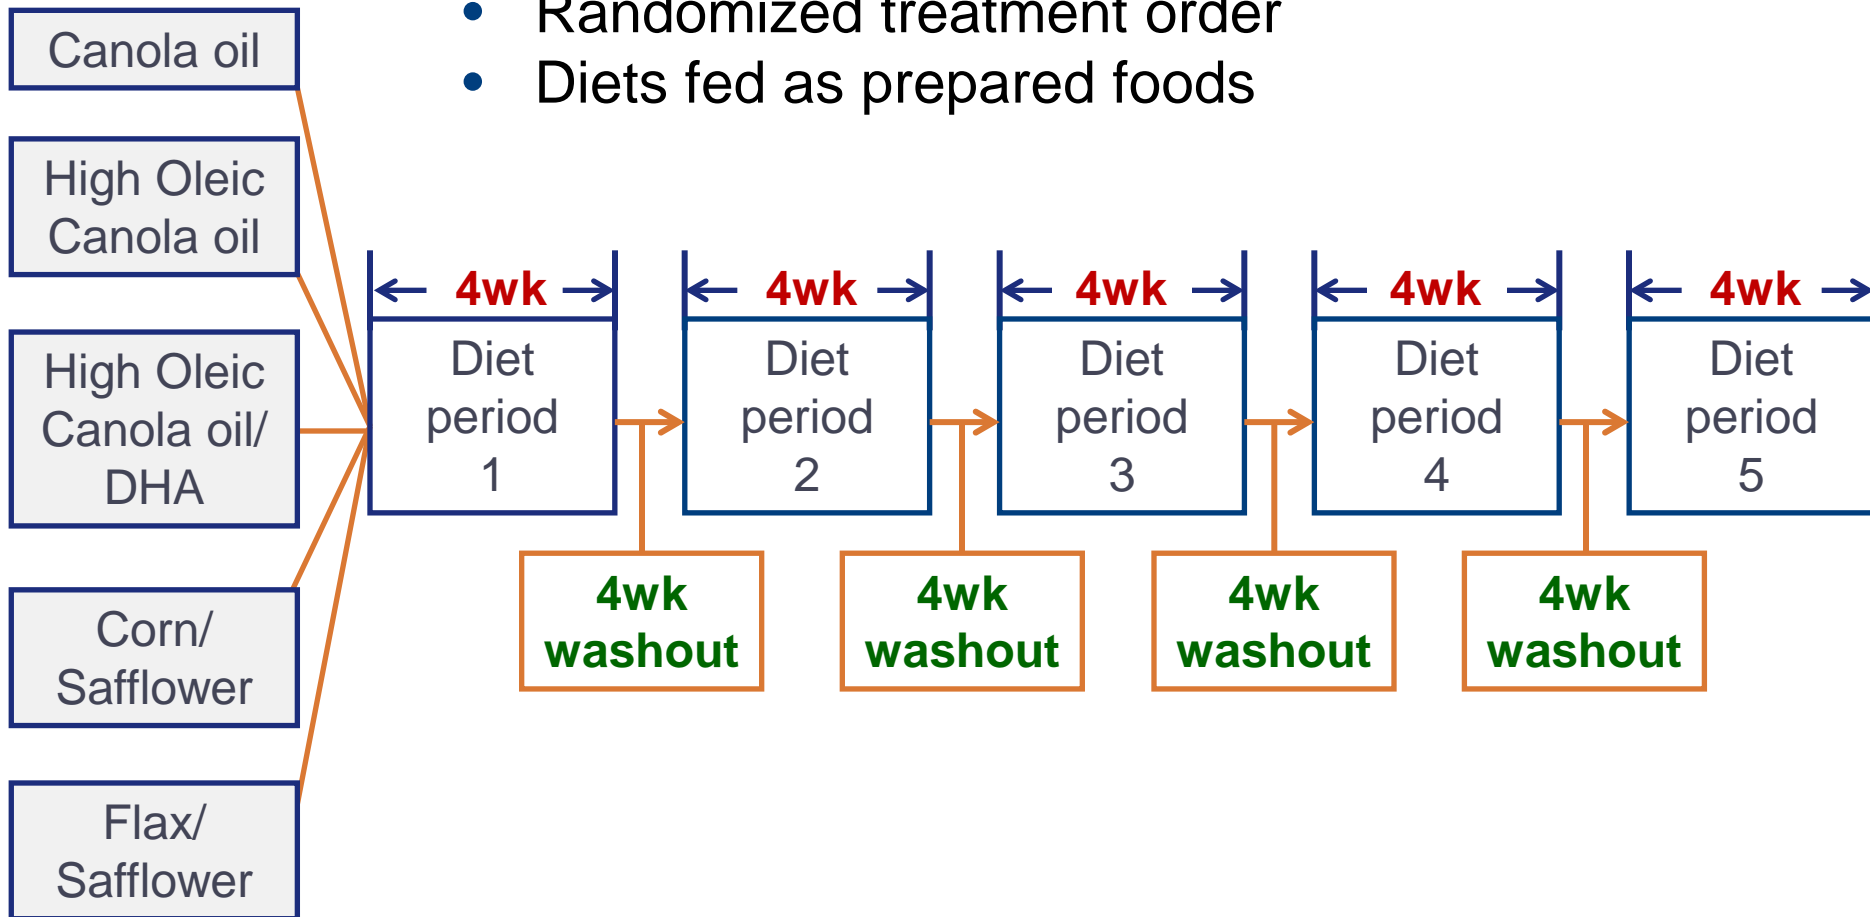 • Randomized treatment order
• Diets fed as prepared foods
Canola oil
High Oleic
Canola oil
High Oleic
Canola oil/
DHA
Corn/
Safflower
Flax/
Safflower
4wk
4wk
4wk
4wk
4wk
Diet
period
1
Diet
period
2
Diet
period
3
Diet
period
4
Diet
period
5
4wk
washout
4wk
washout
4wk
washout
4wk
washout